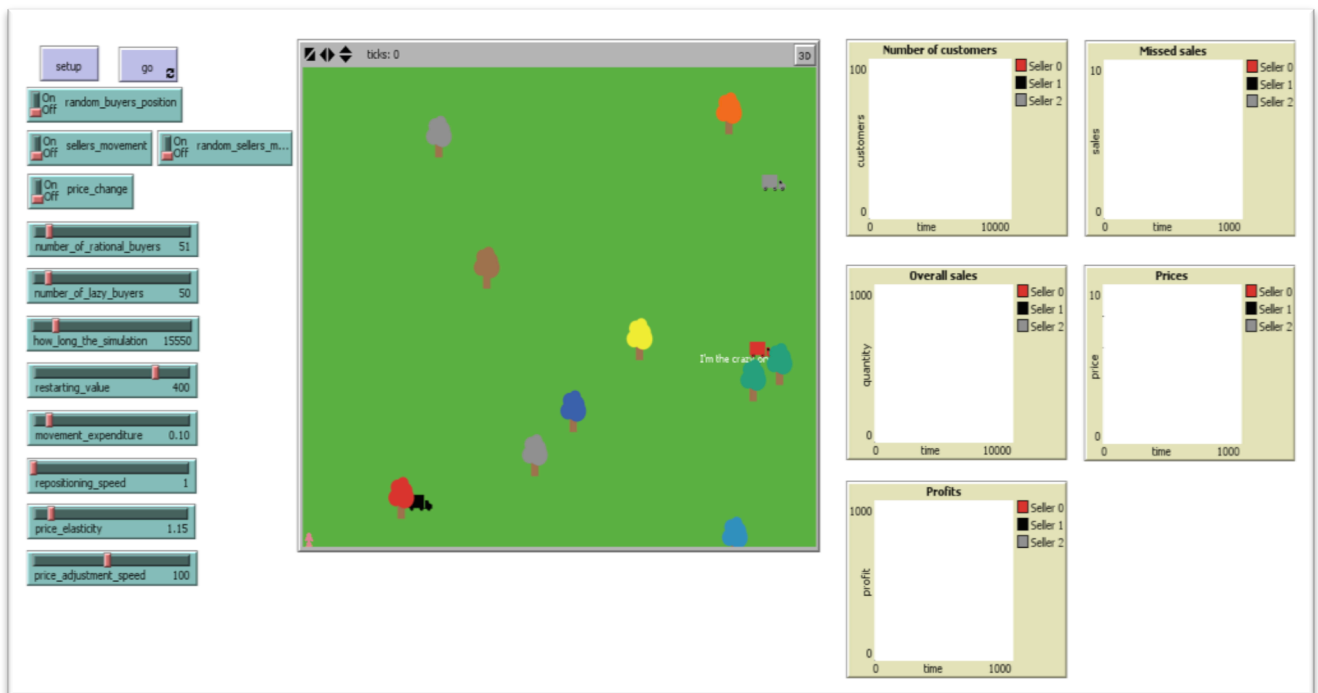 setup
go
On
Off
random_buyers_position
On
Off
sellers_movement
On
Off
random_sellers_m...
On
Off
price_change
number_of_rational_buyers 51
number_of_lazy_buyers 50
how_long_the_simulation 15550
restarting_value 400
movement_expenditure 0.10
repositioning_speed 1
price_elasticity 1.15
price_adjustment_speed 100
ticks: 0
3D
I'm the crazy
Number of customers
100
customers
0
0
time
10000
Seller 0
Seller 1
Seller 2
Missed sales
10
sales
0
0
time
1000
Seller 0
Seller 1
Seller 2
Overall sales
1000
quantity
0
0
time
10000
Seller 0
Seller 1
Seller 2
Prices
10
price
0
0
time
1000
Seller 0
Seller 1
Seller 2
Profits
1000
profit
0
0
time
1000
Seller 0
Seller 1
Seller 2